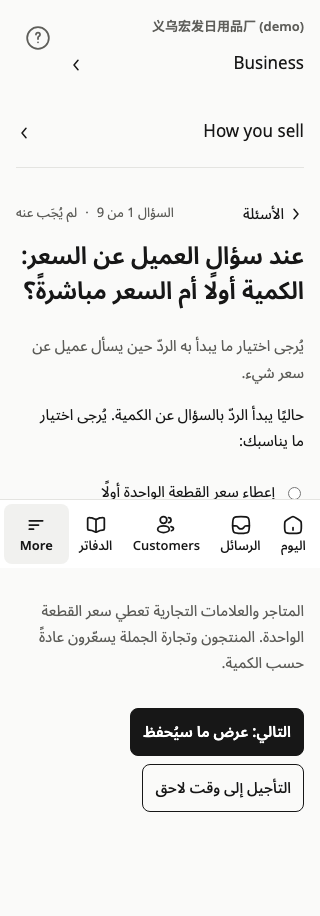 义乌宏发日用品厂 (demo)
Business
How you sell
الأسئلة
السؤال 1 من 9 · لم يُجَب عنه
عند سؤال العميل عن السعر:
الكمية أولًا أم السعر مباشرةً؟
يُرجى اختيار ما يبدأ به الردّ حين يسأل عميل عن
سعر شيء.
حاليًا يبدأ الردّ بالسؤال عن الكمية. يُرجى اختيار
ما يناسبك:
إعطاء سعر القطعة الواحدة أولًا
اليوم
الرسائل
Customers
الدفاتر
More
المتاجر والعلامات التجارية تعطي سعر القطعة
الواحدة. المنتجون وتجارة الجملة يسعّرون عادةً
حسب الكمية.
التالي: عرض ما سيُحفظ
التأجيل إلى وقت لاحق